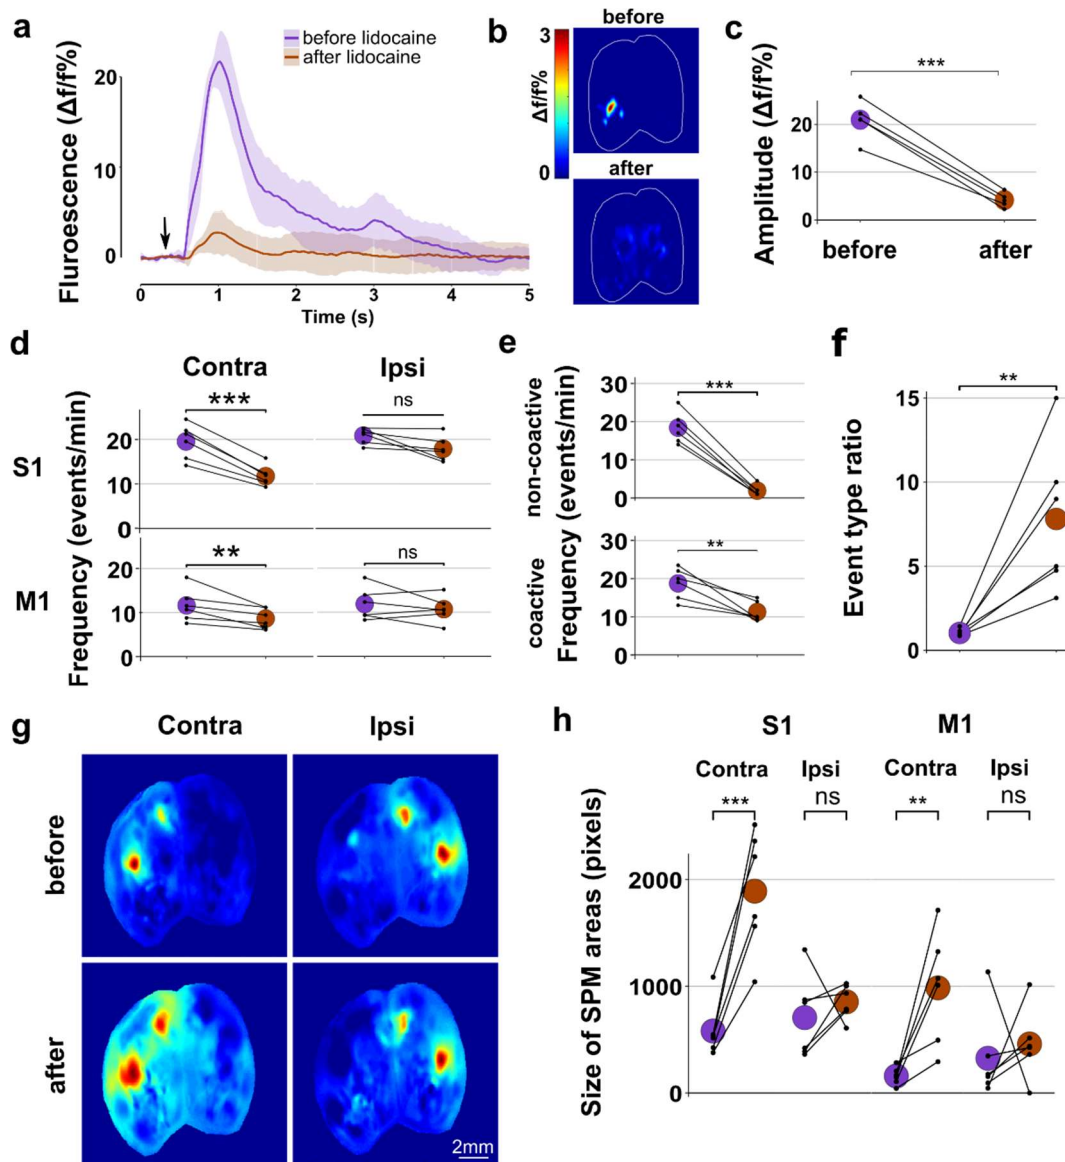 a
before lidocaine
after lidocaine
Fluroescence (Δf/f%)
20
10
0
0 1 2 3 4 5
Time (s)
b
before
3
Δf/f%
0
after
c
***
Amplitude (Δf/f%)
20
10
0
before after
d
Contra Ipsi
Frequency (events/min)
S1
*** ns
20
10
0
M1
** ns
20
10
0
e
Frequency (events/min)
non-coactive
***
30
20
10
0
coactive
**
30
20
10
0
f
**
Event type ratio
15
10
5
0
g
Contra Ipsi
before
after
2mm
h
S1 M1
Contra Ipsi Contra Ipsi
*** ns ** ns
Size of SPM areas (pixels)
2000
1000
0